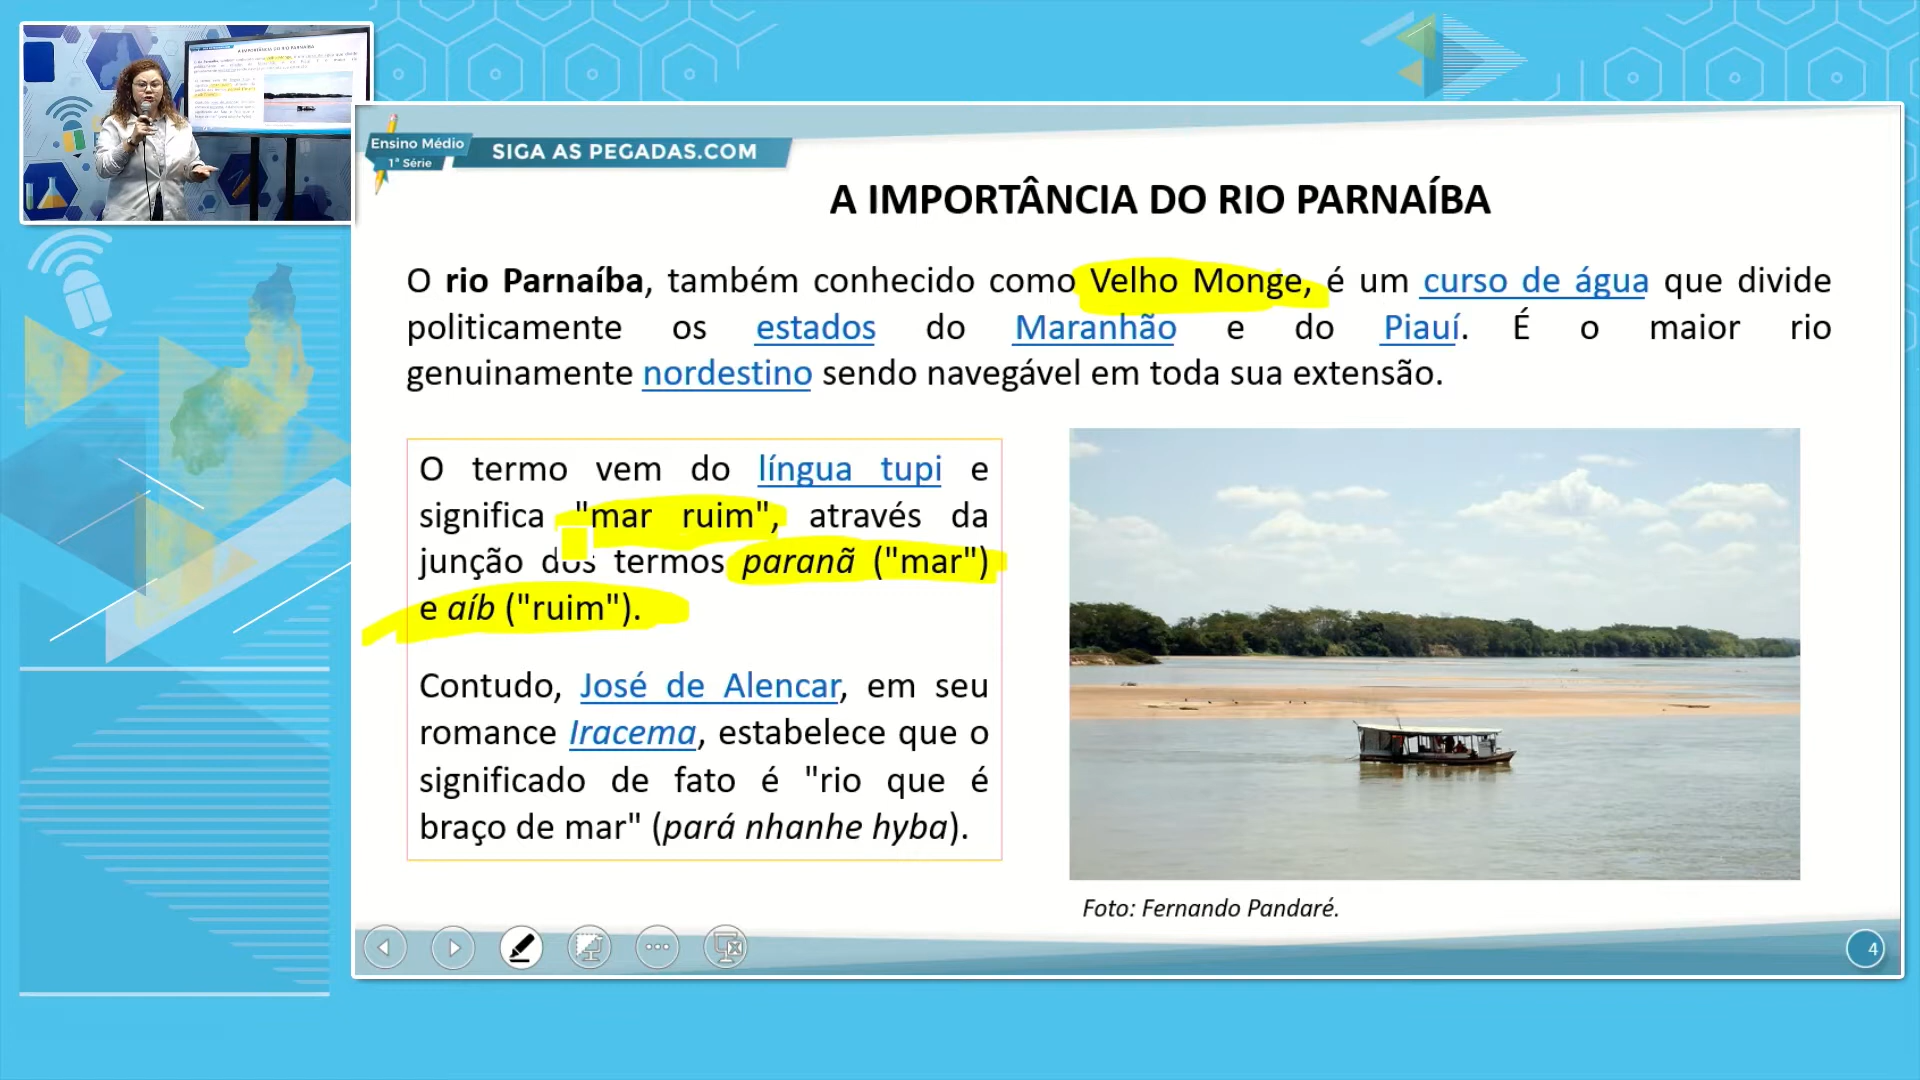 Ensino Médio
1ª Série
SIGA AS PEGADAS.COM
A IMPORTÂNCIA DO RIO PARNAÍBA
O rio Parnaíba, também conhecido como Velho Monge, é um curso de água que divide
politicamente os estados do Maranhão e do Piauí. É o maior rio
genuinamente nordestino sendo navegável em toda sua extensão.
O termo vem do língua tupi e
significa "mar ruim", através da
junção dos termos paranã ("mar")
e aíb ("ruim").
Contudo, José de Alencar, em seu
romance Iracema, estabelece que o
significado de fato é "rio que é
braço de mar" (pará nhanhe hyba).
Foto: Fernando Pandaré.
4